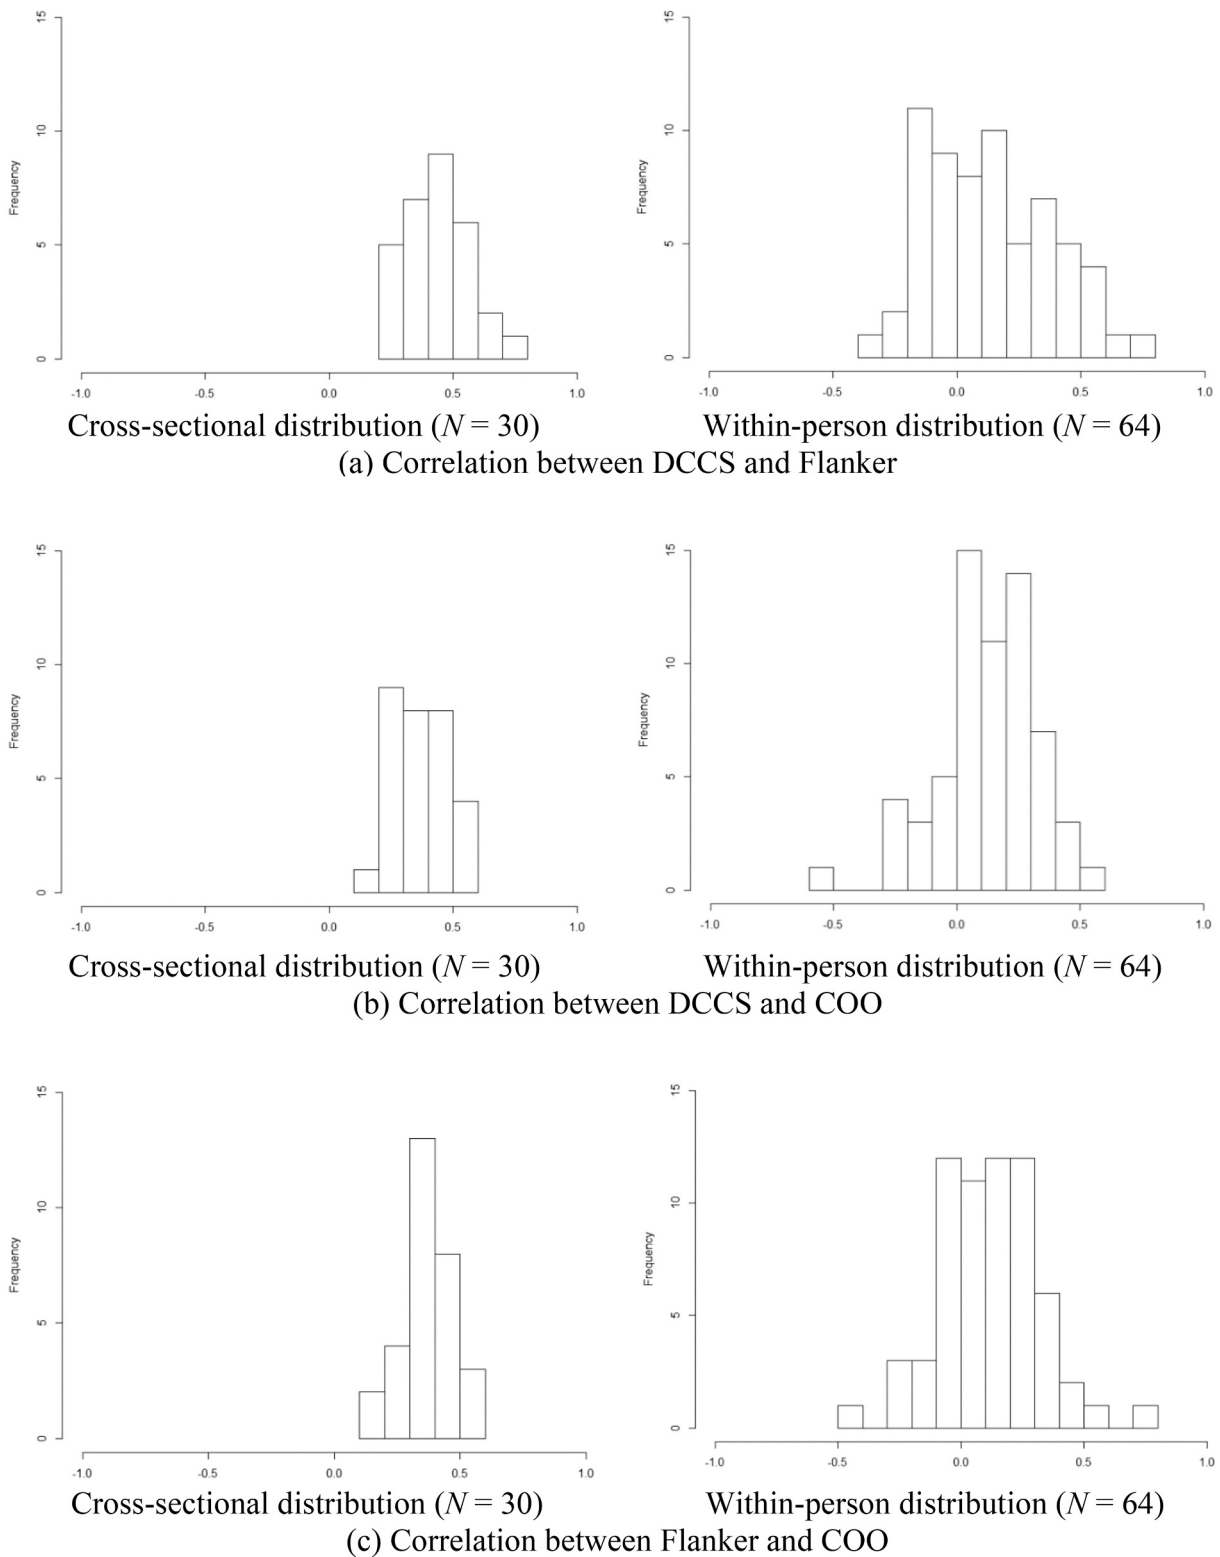 15
10
5
0
Frequency
-1.0 -0.5 0.0 0.5 1.0
15
10
5
0
Frequency
-1.0 -0.5 0.0 0.5 1.0
Cross-sectional distribution (N = 30)
Within-person distribution (N = 64)
(a) Correlation between DCCS and Flanker
15
10
5
0
Frequency
-1.0 -0.5 0.0 0.5 1.0
15
10
5
0
Frequency
-1.0 -0.5 0.0 0.5 1.0
Cross-sectional distribution (N = 30)
Within-person distribution (N = 64)
(b) Correlation between DCCS and COO
15
10
5
0
Frequency
-1.0 -0.5 0.0 0.5 1.0
15
10
5
0
Frequency
-1.0 -0.5 0.0 0.5 1.0
Cross-sectional distribution (N = 30)
Within-person distribution (N = 64)
(c) Correlation between Flanker and COO